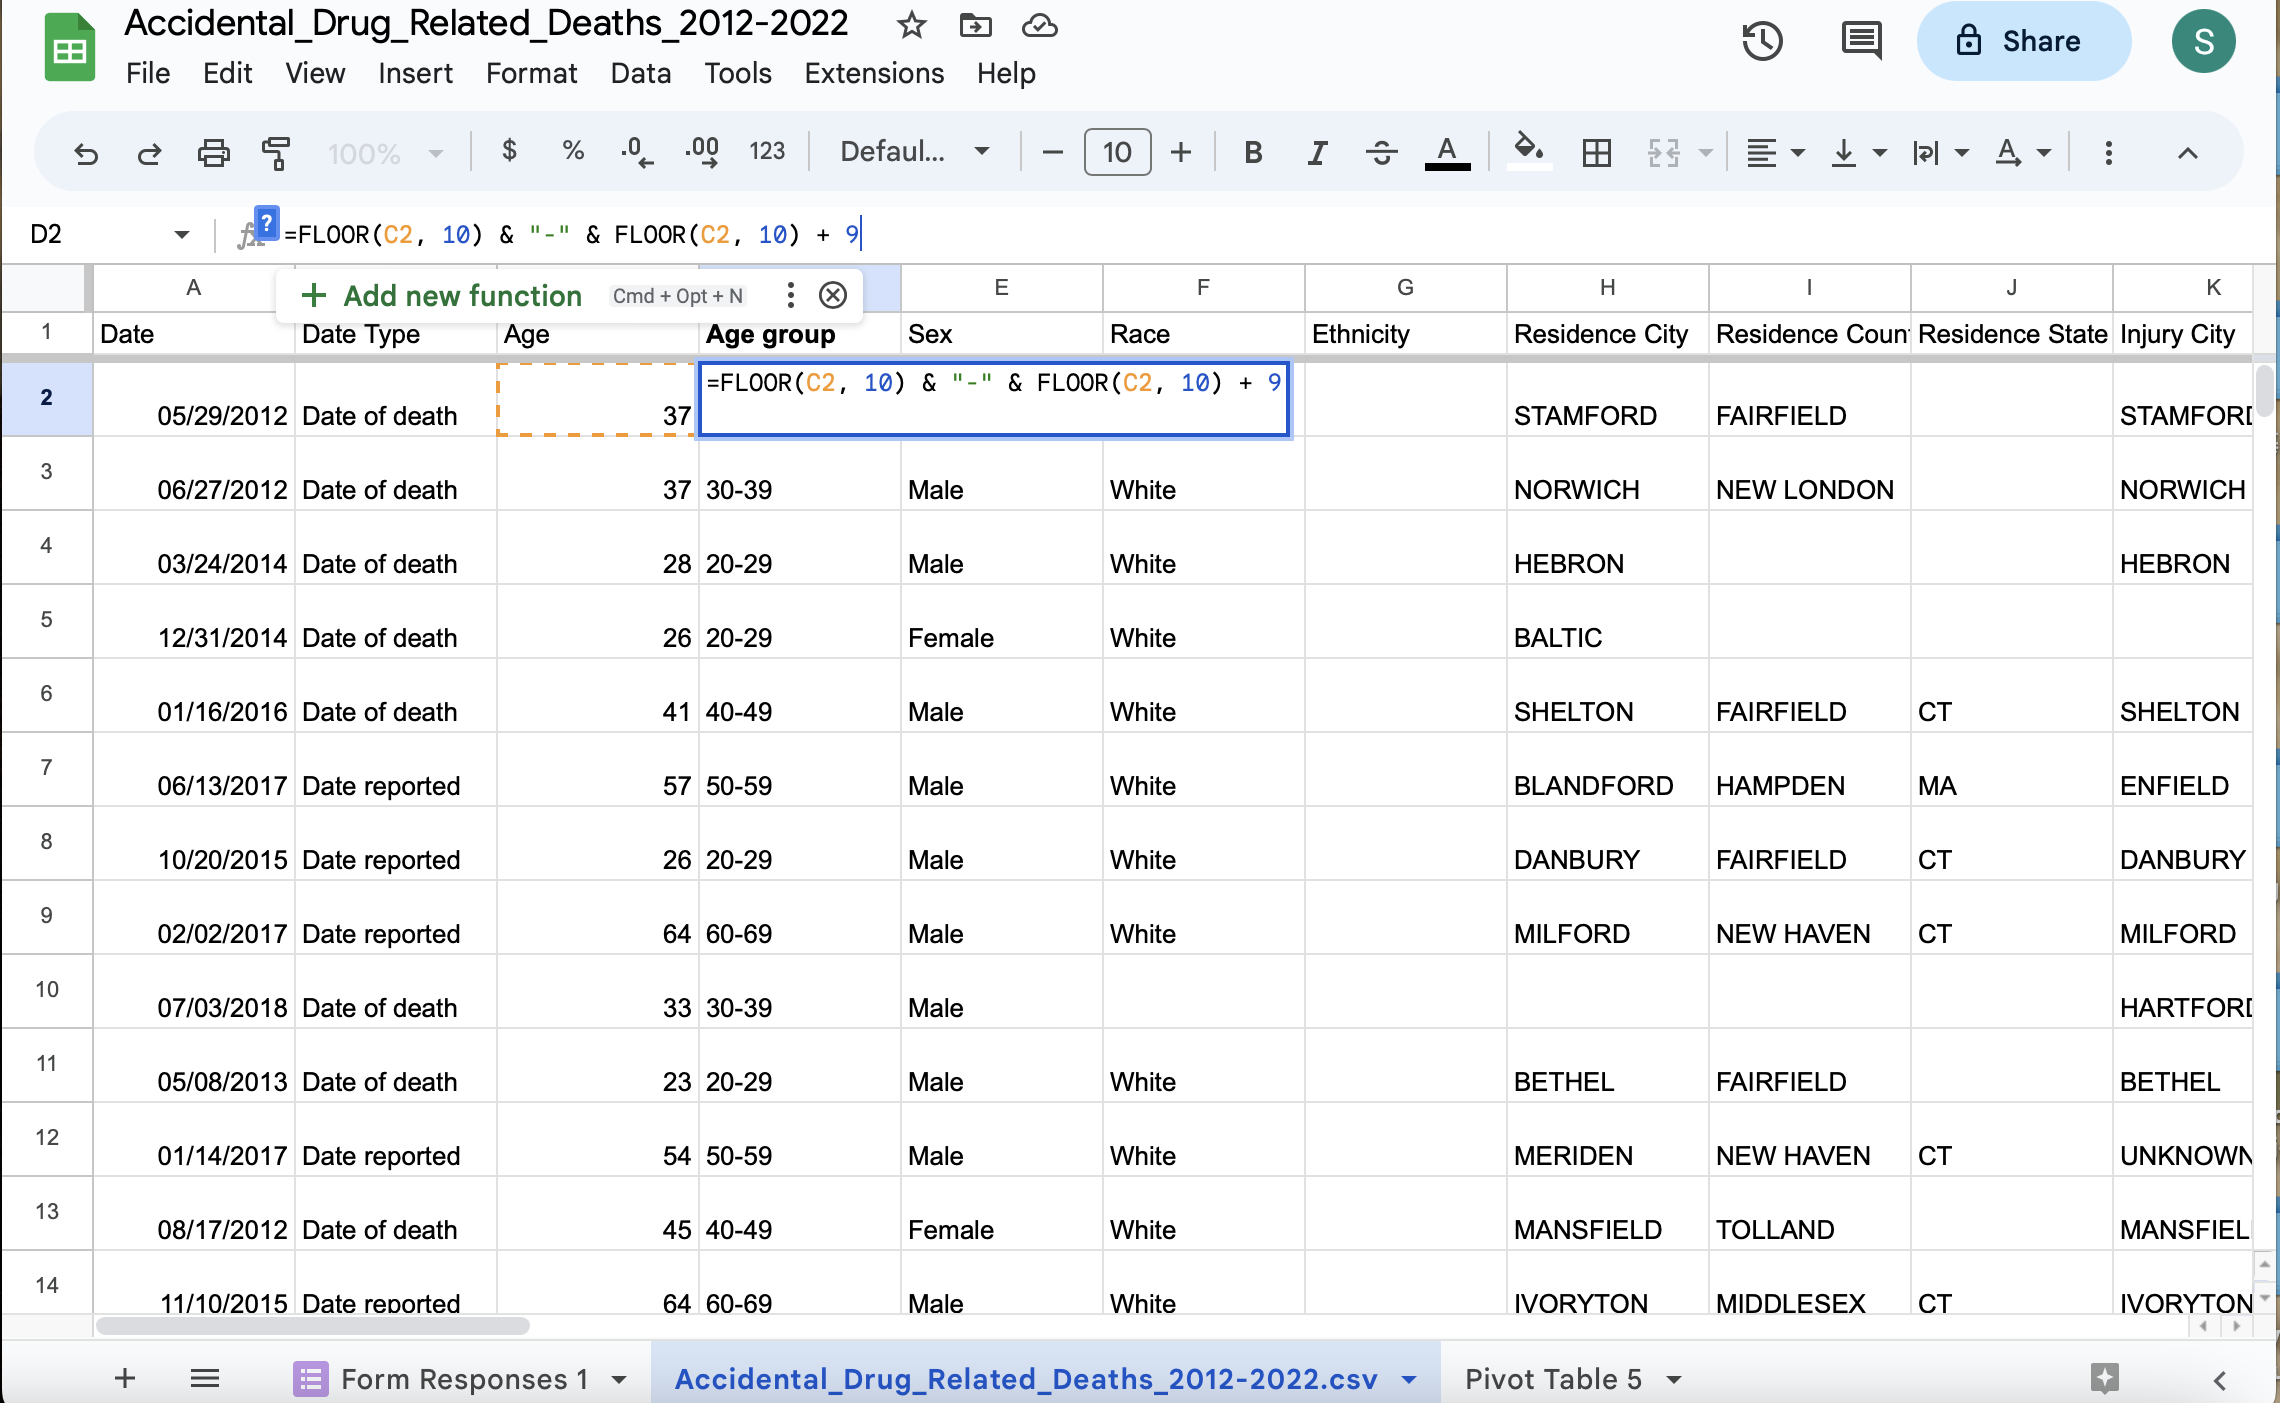 Accidental_Drug_Related_Deaths_2012-2022
File Edit View Insert Format Data Tools Extensions Help
Share
S
100% $ % .0 .00 123 Defaul... 10 B I A A
D2 ? =FLOOR(C2, 10) & "-" & FLOOR(C2, 10) + 9
Add new function Cmd + Opt + N
A E F G H I J K
1 Date Date Type Age Age group Sex Race Ethnicity Residence City Residence Coun Residence State Injury City
2 05/29/2012 Date of death 37 =FLOOR(C2, 10) & "-" & FLOOR(C2, 10) + 9 STAMFORD FAIRFIELD STAMFORD
3 06/27/2012 Date of death 37 30-39 Male White NORWICH NEW LONDON NORWICH
4 03/24/2014 Date of death 28 20-29 Male White HEBRON HEBRON
5 12/31/2014 Date of death 26 20-29 Female White BALTIC
6 01/16/2016 Date of death 41 40-49 Male White SHELTON FAIRFIELD CT SHELTON
7 06/13/2017 Date reported 57 50-59 Male White BLANDFORD HAMPDEN MA ENFIELD
8 10/20/2015 Date reported 26 20-29 Male White DANBURY FAIRFIELD CT DANBURY
9 02/02/2017 Date reported 64 60-69 Male White MILFORD NEW HAVEN CT MILFORD
10 07/03/2018 Date of death 33 30-39 Male HARTFORD
11 05/08/2013 Date of death 23 20-29 Male White BETHEL FAIRFIELD BETHEL
12 01/14/2017 Date reported 54 50-59 Male White MERIDEN NEW HAVEN CT UNKNOWN
13 08/17/2012 Date of death 45 40-49 Female White MANSFIELD TOLLAND MANSFIEL
14 11/10/2015 Date reported 64 60-69 Male White IVORYTON MIDDLESEX CT IVORYTON
Form Responses 1 Accidental_Drug_Related_Deaths_2012-2022.csv Pivot Table 5